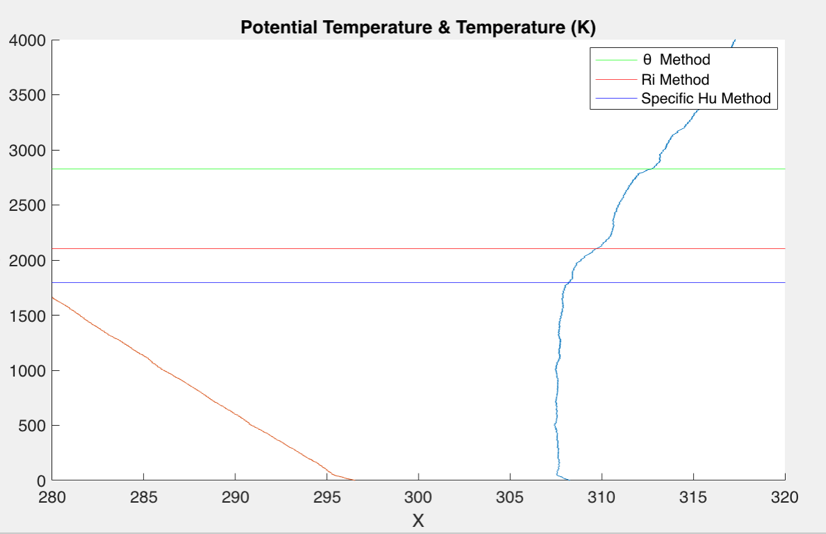 Potential Temperature & Temperature (K)
4000
3500
3000
2500
2000
1500
1000
500
0
θ Method
Ri Method
Specific Hu Method
280 285 290 295 300 305 310 315 320
X